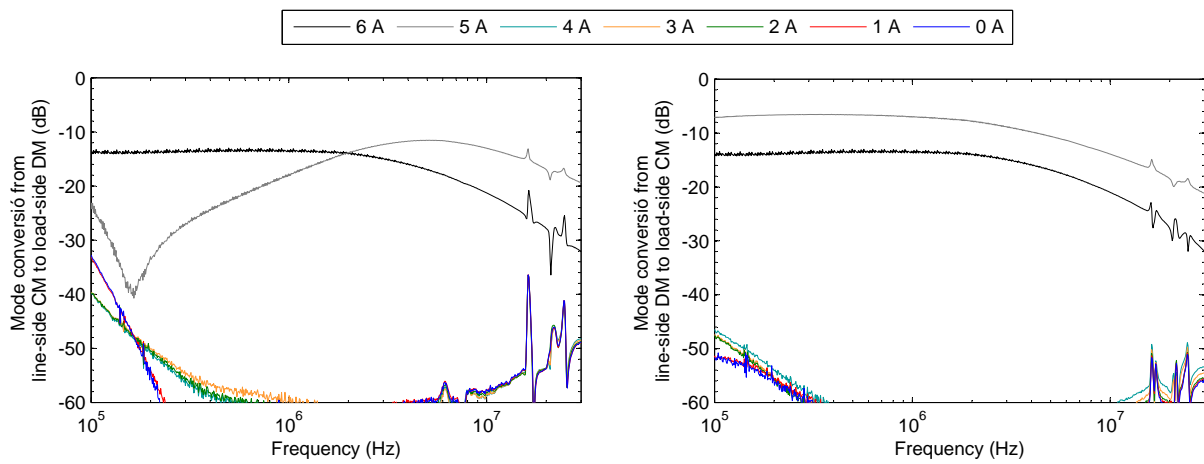 6 A 5 A 4 A 3 A 2 A 1 A 0 A
Mode conversió from
line-side CM to load-side DM (dB)
0
-10
-20
-30
-40
-50
-60
10^5 10^6 10^7
Frequency (Hz)
Mode conversió from
line-side DM to load-side CM (dB)
0
-10
-20
-30
-40
-50
-60
10^5 10^6 10^7
Frequency (Hz)